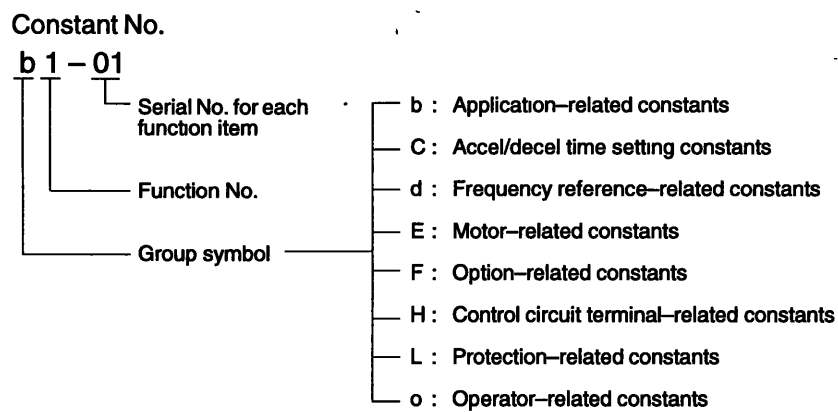 Constant No.
b 1 – 01
Serial No. for each
function item
Function No.
Group symbol
b : Application–related constants
C : Accel/decel time setting constants
d : Frequency reference–related constants
E : Motor–related constants
F : Option–related constants
H : Control circuit terminal–related constants
L : Protection–related constants
o : Operator–related constants